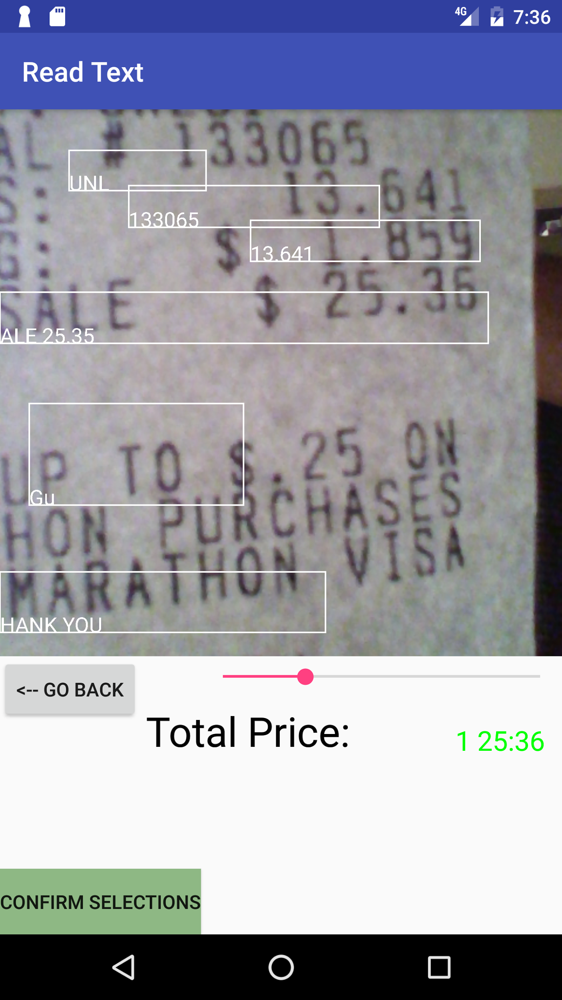 4G 7:36
Read Text
AL # 133065
UNL
S: 13.641
133065
E: $ 1.859
13.641
SALE $ 25.36
ALE 25.35
UP TO $.25 ON
Gu
HON PURCHASES
MARATHON VISA
HANK YOU
<-- GO BACK
Total Price: 1 25:36
CONFIRM SELECTIONS